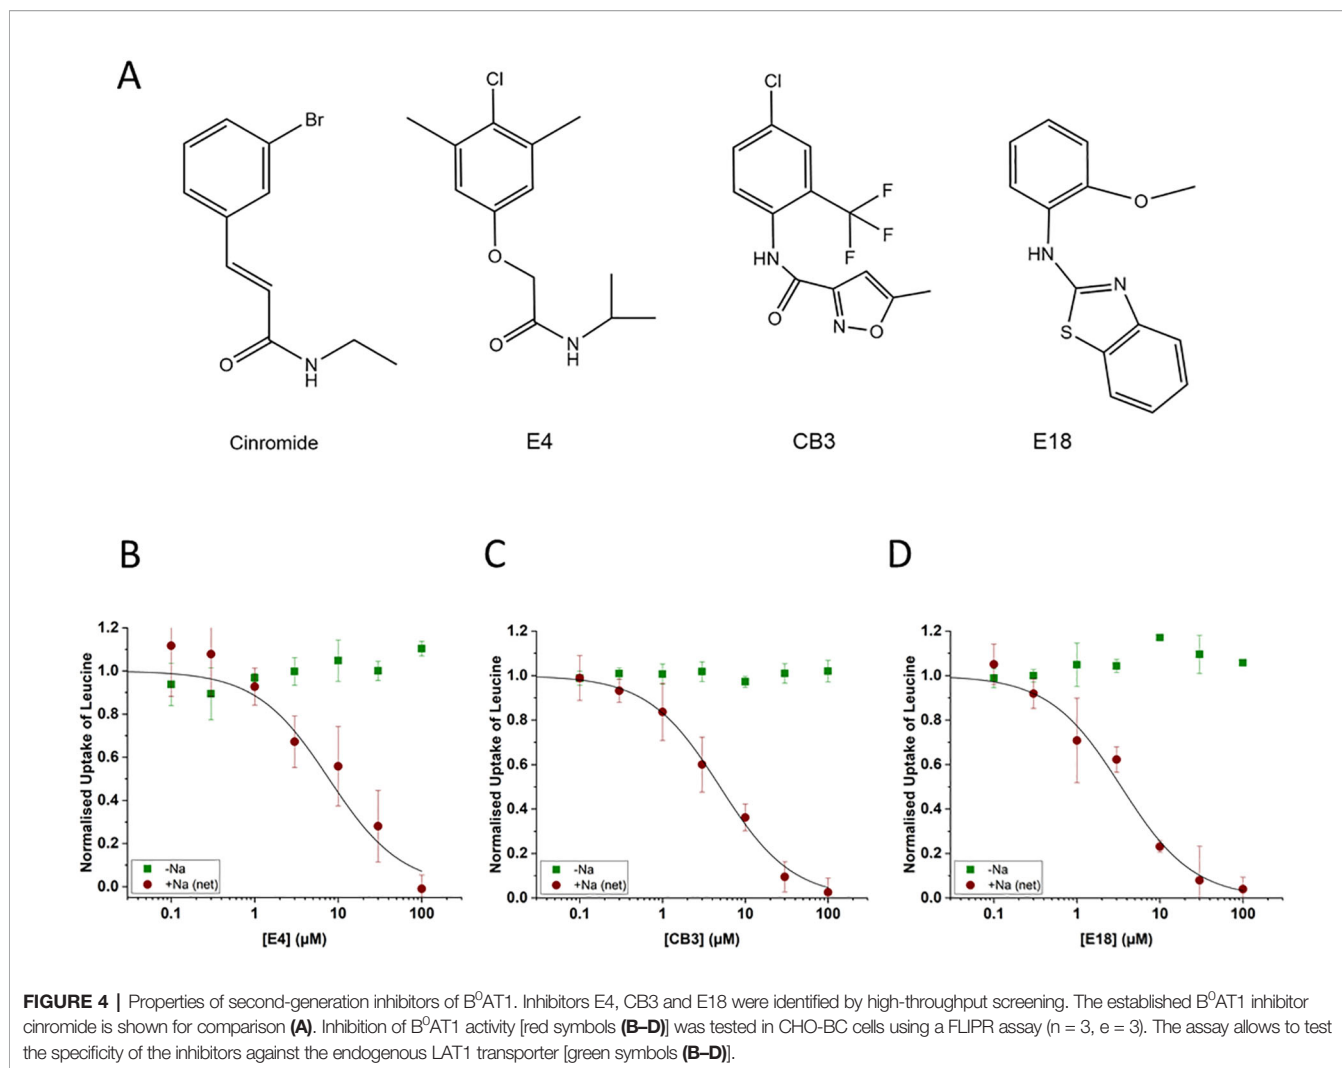 A
Br
O
N
H
Cinromide
Cl
O
O
N
H
E4
Cl
F
F
F
HN
O
N
O
CB3
O
HN
N
S
E18
B
Normalised Uptake of Leucine
1.2
1.0
0.8
0.6
0.4
0.2
0.0
-Na
+Na (net)
0.1 1 10 100
[E4] (µM)
C
Normalised Uptake of Leucine
1.2
1.0
0.8
0.6
0.4
0.2
0.0
-Na
+Na (net)
0.1 1 10 100
[CB3] (µM)
D
Normalised Uptake of Leucine
1.2
1.0
0.8
0.6
0.4
0.2
0.0
-Na
+Na (net)
0.1 1 10 100
[E18] (µM)
FIGURE 4 | Properties of second-generation inhibitors of B⁰AT1. Inhibitors E4, CB3 and E18 were identified by high-throughput screening. The established B⁰AT1 inhibitor
cinromide is shown for comparison (A). Inhibition of B⁰AT1 activity [red symbols (B–D)] was tested in CHO-BC cells using a FLIPR assay (n = 3, e = 3). The assay allows to test
the specificity of the inhibitors against the endogenous LAT1 transporter [green symbols (B–D)].